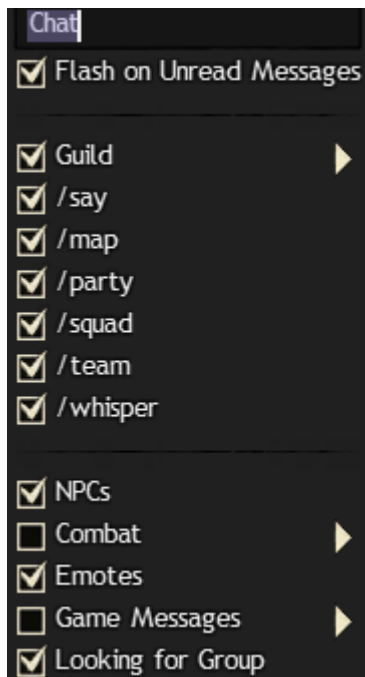 Chat
Flash on Unread Messages
Guild
/say
/map
/party
/squad
/team
/whisper
NPCs
Combat
Emotes
Game Messages
Looking for Group